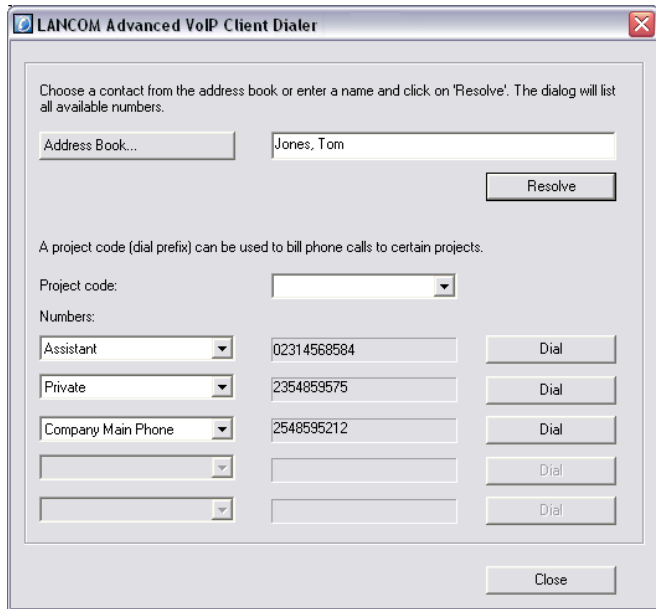 LANCOM Advanced VoIP Client Dialer
Choose a contact from the address book or enter a name and click on 'Resolve'. The dialog will list
all available numbers.
Address Book... Jones, Tom
Resolve
A project code (dial prefix) can be used to bill phone calls to certain projects.
Project code:
Numbers:
Assistant 02314568584 Dial
Private 2354859575 Dial
Company Main Phone 2548595212 Dial
Dial
Dial
Close